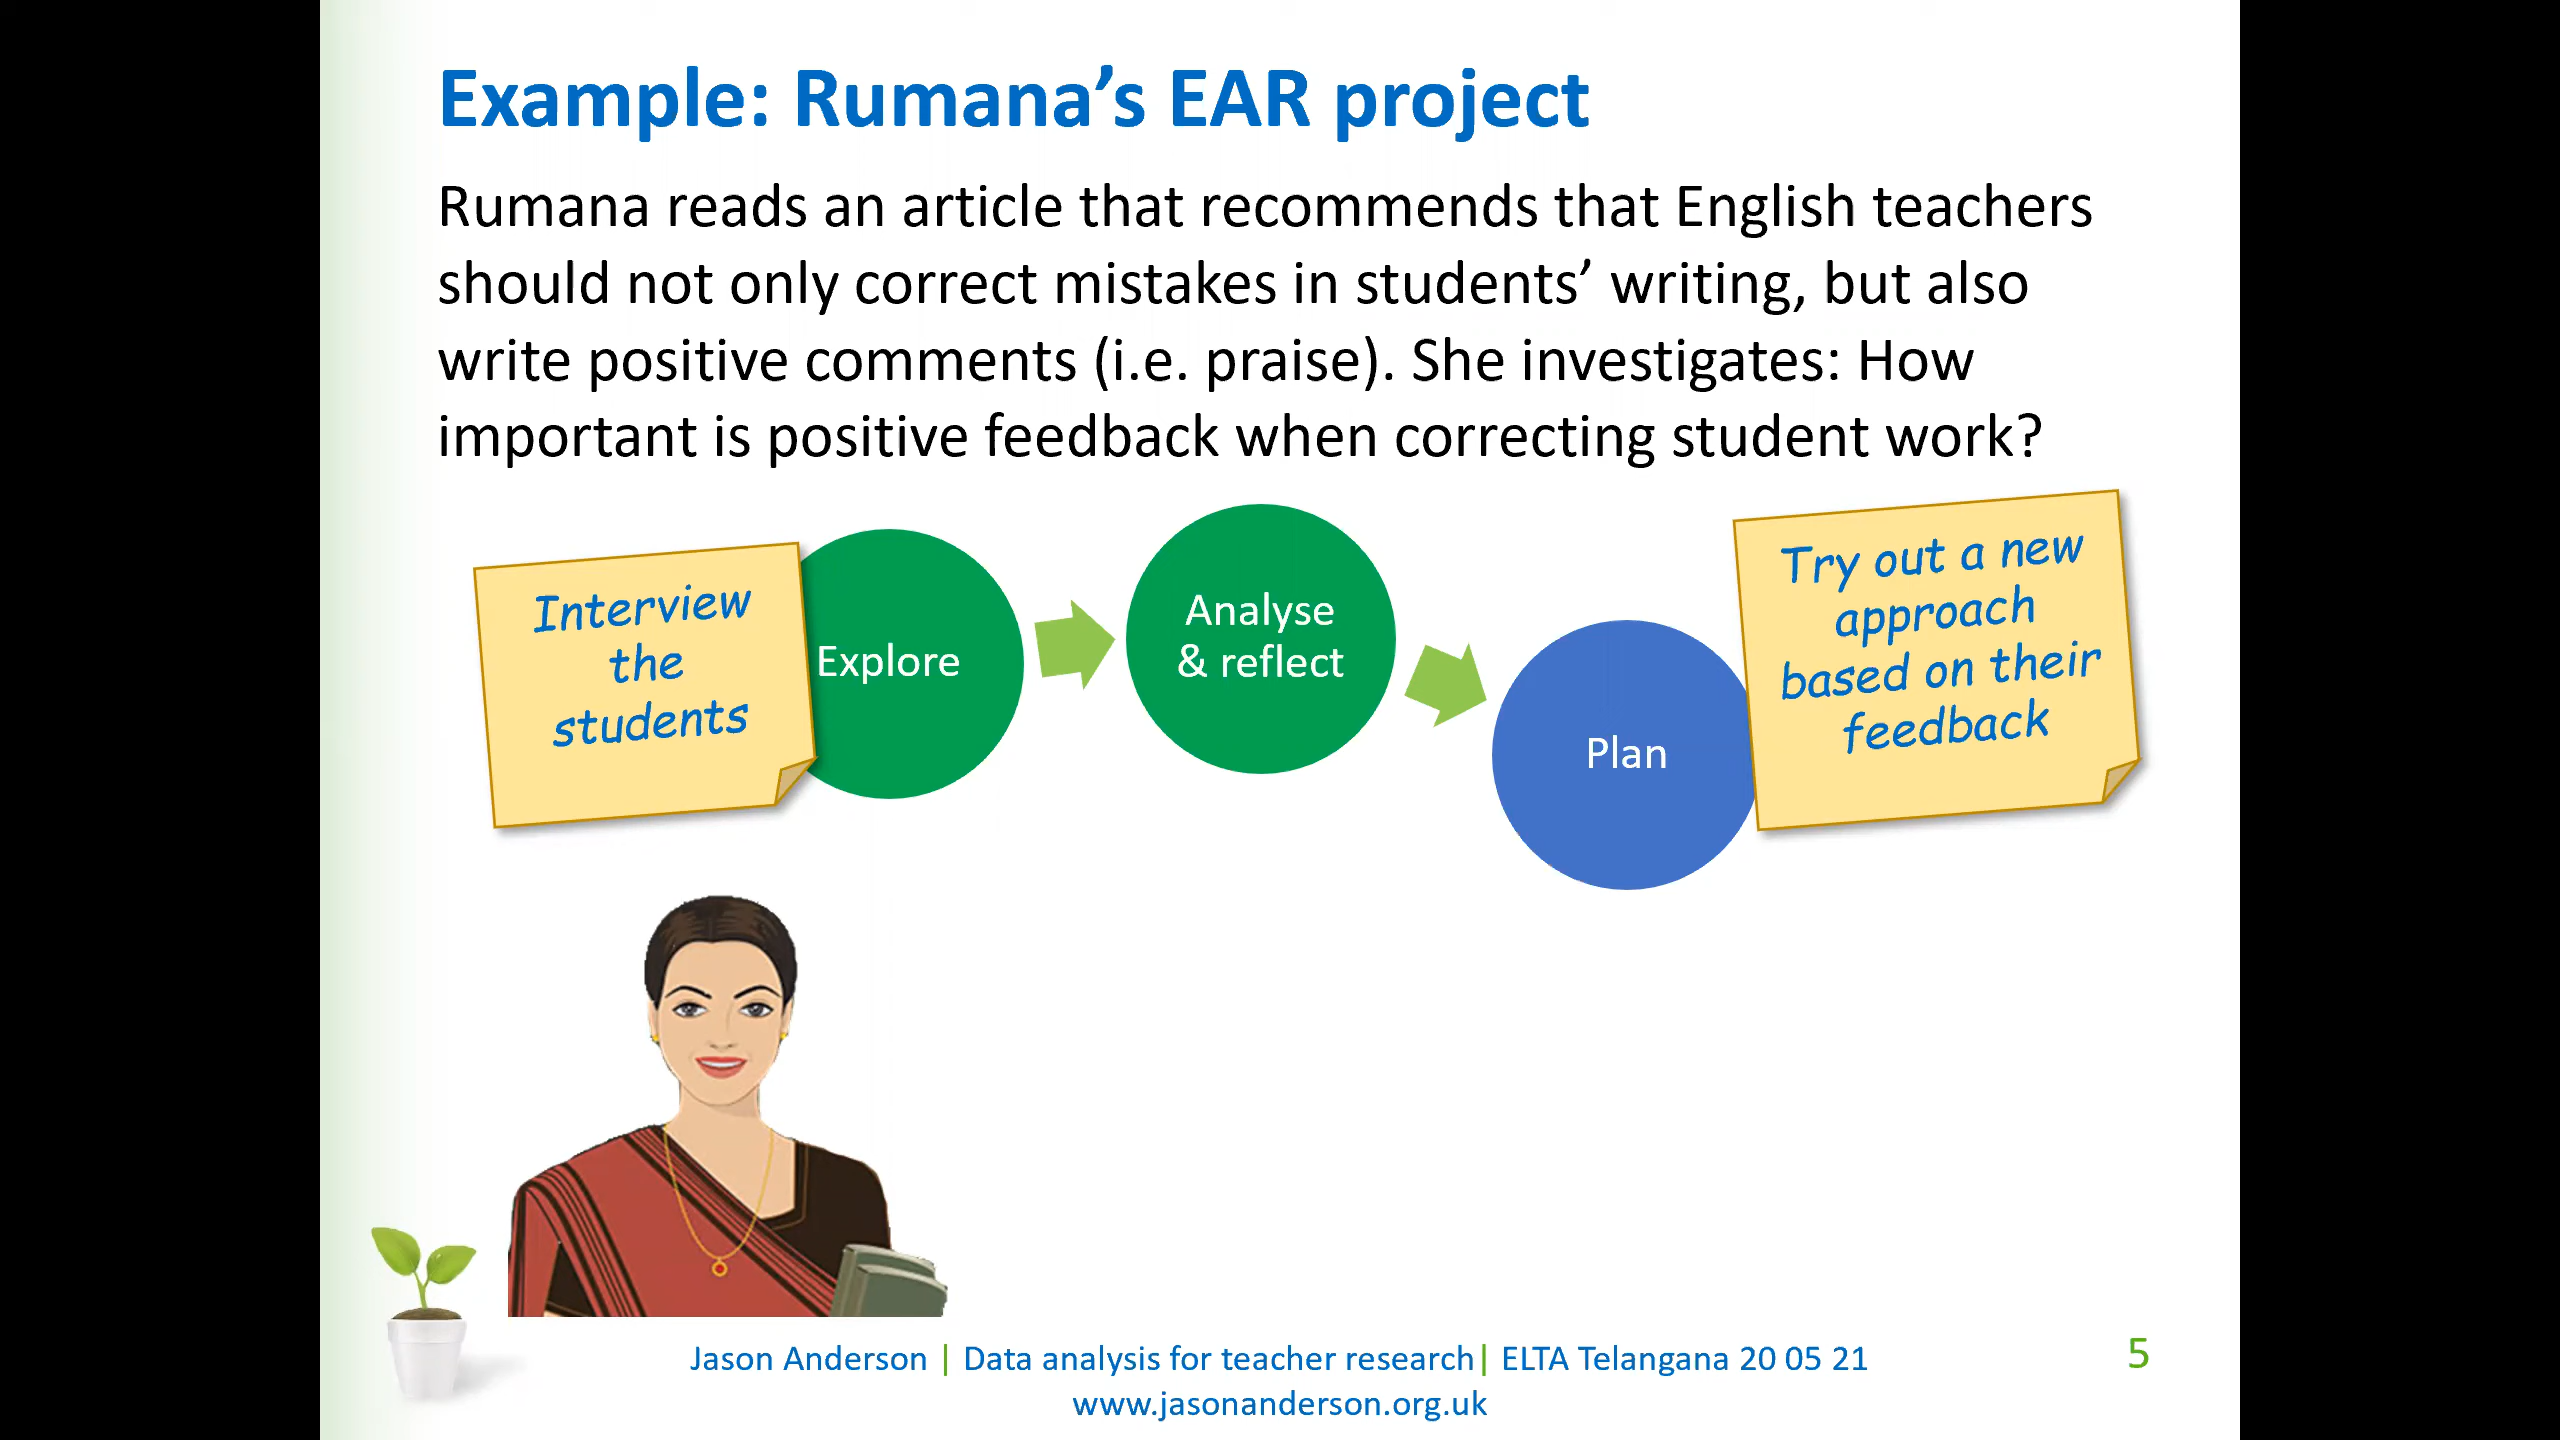 Example: Rumana’s EAR project
Rumana reads an article that recommends that English teachers
should not only correct mistakes in students’ writing, but also
write positive comments (i.e. praise). She investigates: How
important is positive feedback when correcting student work?
Interview
the
students
Explore
Analyse
& reflect
Plan
Try out a new
approach
based on their
feedback
Jason Anderson | Data analysis for teacher research| ELTA Telangana 20 05 21
www.jasonanderson.org.uk
5